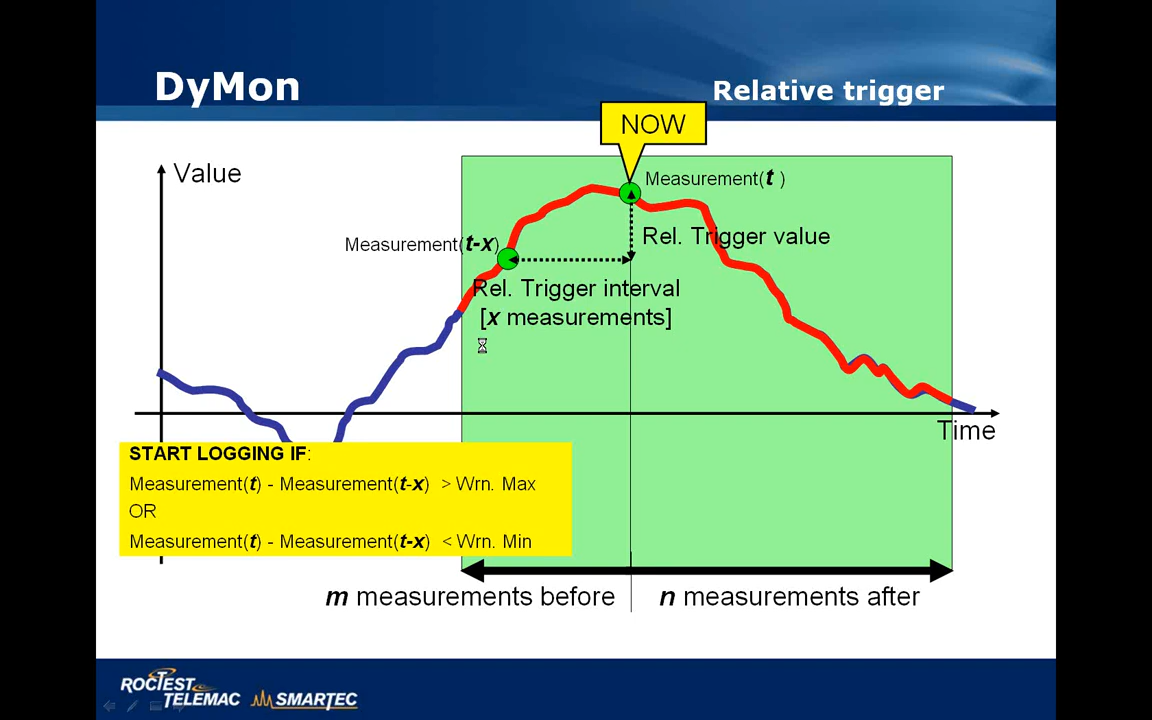 DyMon
Relative trigger
NOW
Value
Measurement(t )
Measurement(t-x)
Rel. Trigger value
Rel. Trigger interval
[x measurements]
Time
START LOGGING IF:
Measurement(t) - Measurement(t-x) > Wrn. Max
OR
Measurement(t) - Measurement(t-x) < Wrn. Min
m measurements before
n measurements after
ROCTEST
TELEMAC
SMARTEC